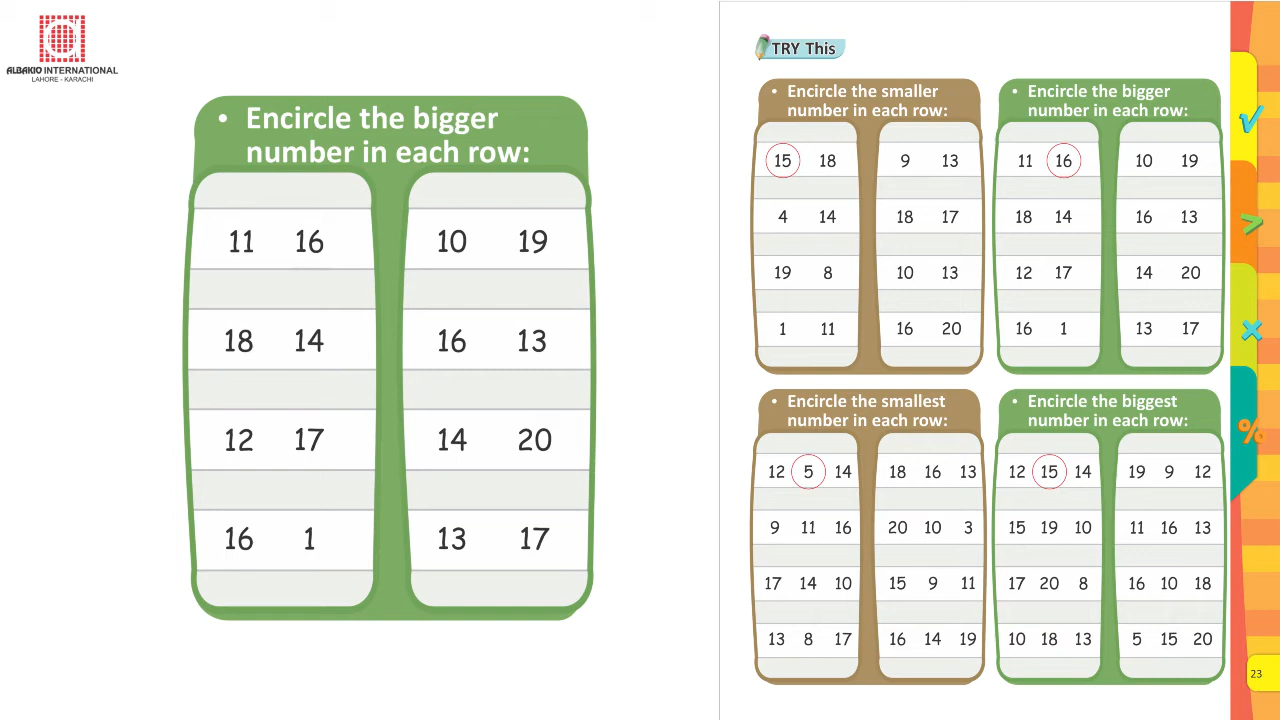 INTERNATIONAL
LAHORE - KARACHI
• Encircle the bigger
number in each row:
11 16 10 19
18 14 16 13
12 17 14 20
16 1 13 17
TRY This
• Encircle the smaller
number in each row:
15 18 9 13
4 14 18 17
19 8 10 13
1 11 16 20
• Encircle the bigger
number in each row:
11 16 10 19
18 14 16 13
12 17 14 20
16 1 13 17
• Encircle the smallest
number in each row:
12 5 14 18 16 13
9 11 16 20 10 3
17 14 10 15 9 11
13 8 17 16 14 19
• Encircle the biggest
number in each row:
12 15 14 19 9 12
15 19 10 11 16 13
17 20 8 16 10 18
10 18 13 5 15 20
√
>
×
%
23